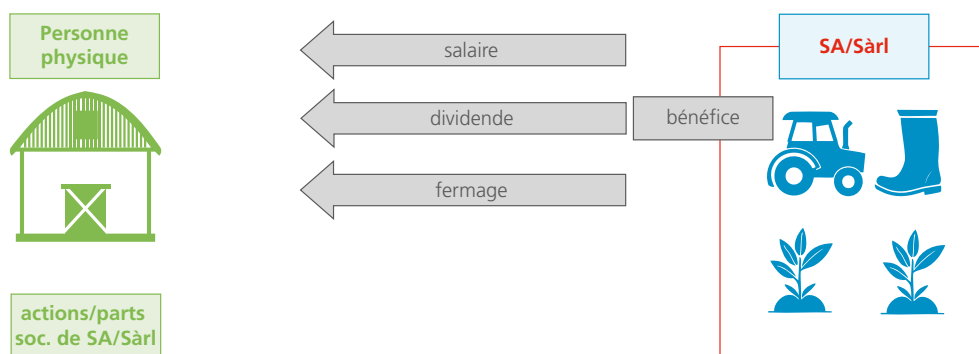 Personne
physique
salaire
SA/Sàrl
dividende
bénéfice
fermage
actions/parts
soc. de SA/Sàrl